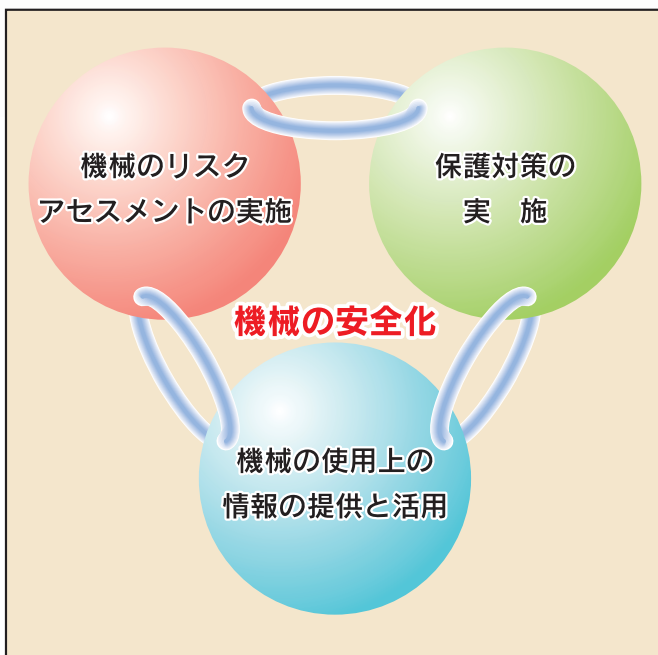 機械のリスク
アセスメントの実施
保護対策の
実　施
機械の安全化
機械の使用上の
情報の提供と活用